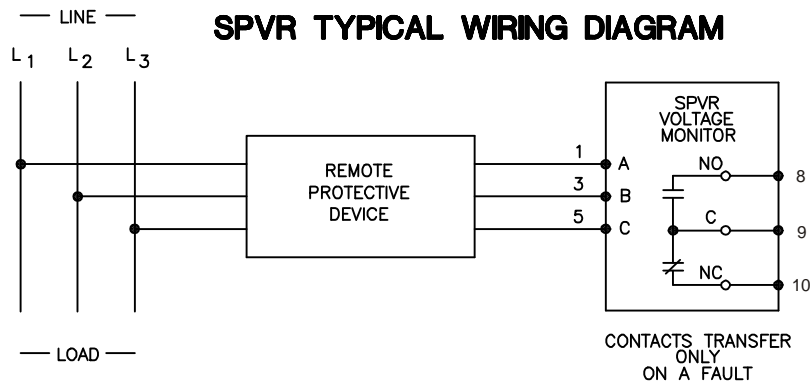 LINE
SPVR TYPICAL WIRING DIAGRAM
L1 L2 L3
SPVR
VOLTAGE
MONITOR
REMOTE
PROTECTIVE
DEVICE
1 A
3 B
5 C
NO 8
C 9
NC 10
LOAD
CONTACTS TRANSFER
ONLY
ON A FAULT